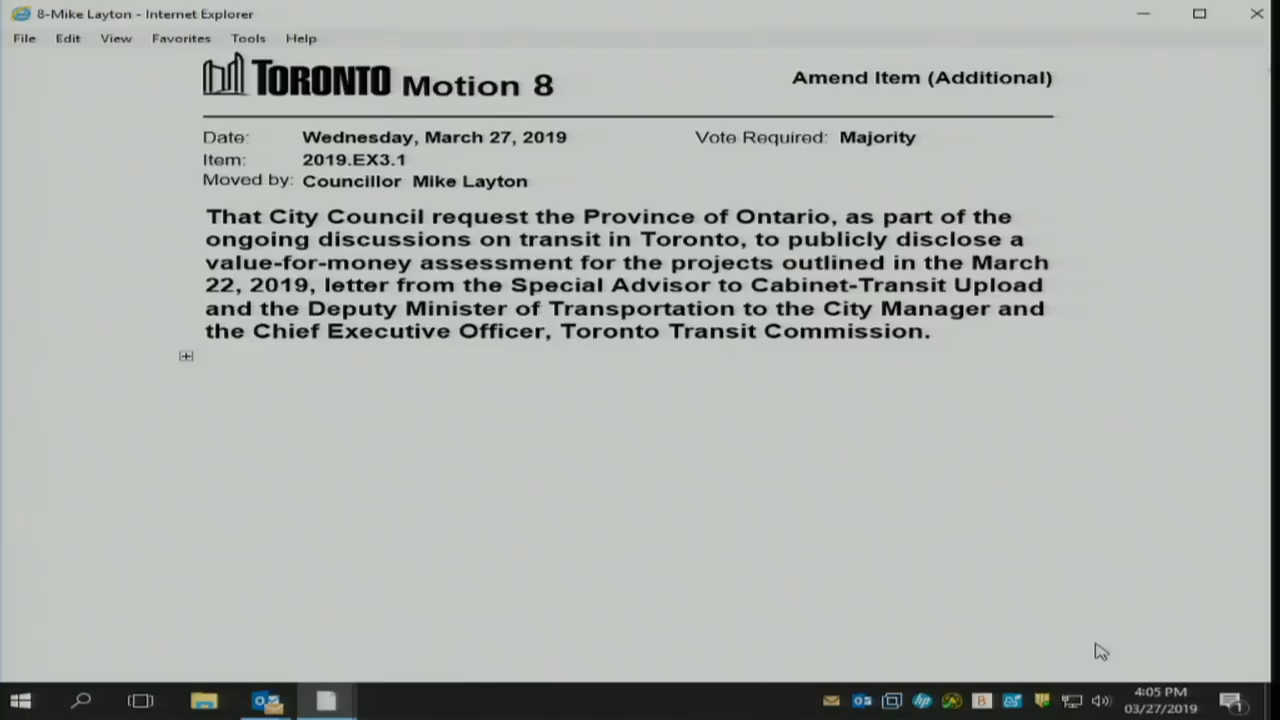 8-Mike Layton - Internet Explorer
File Edit View Favorites Tools Help
TORONTO Motion 8
Amend Item (Additional)
Date: Wednesday, March 27, 2019
Vote Required: Majority
Item: 2019.EX3.1
Moved by: Councillor Mike Layton
That City Council request the Province of Ontario, as part of the
ongoing discussions on transit in Toronto, to publicly disclose a
value-for-money assessment for the projects outlined in the March
22, 2019, letter from the Special Advisor to Cabinet-Transit Upload
and the Deputy Minister of Transportation to the City Manager and
the Chief Executive Officer, Toronto Transit Commission.
4:05 PM
03/27/2019